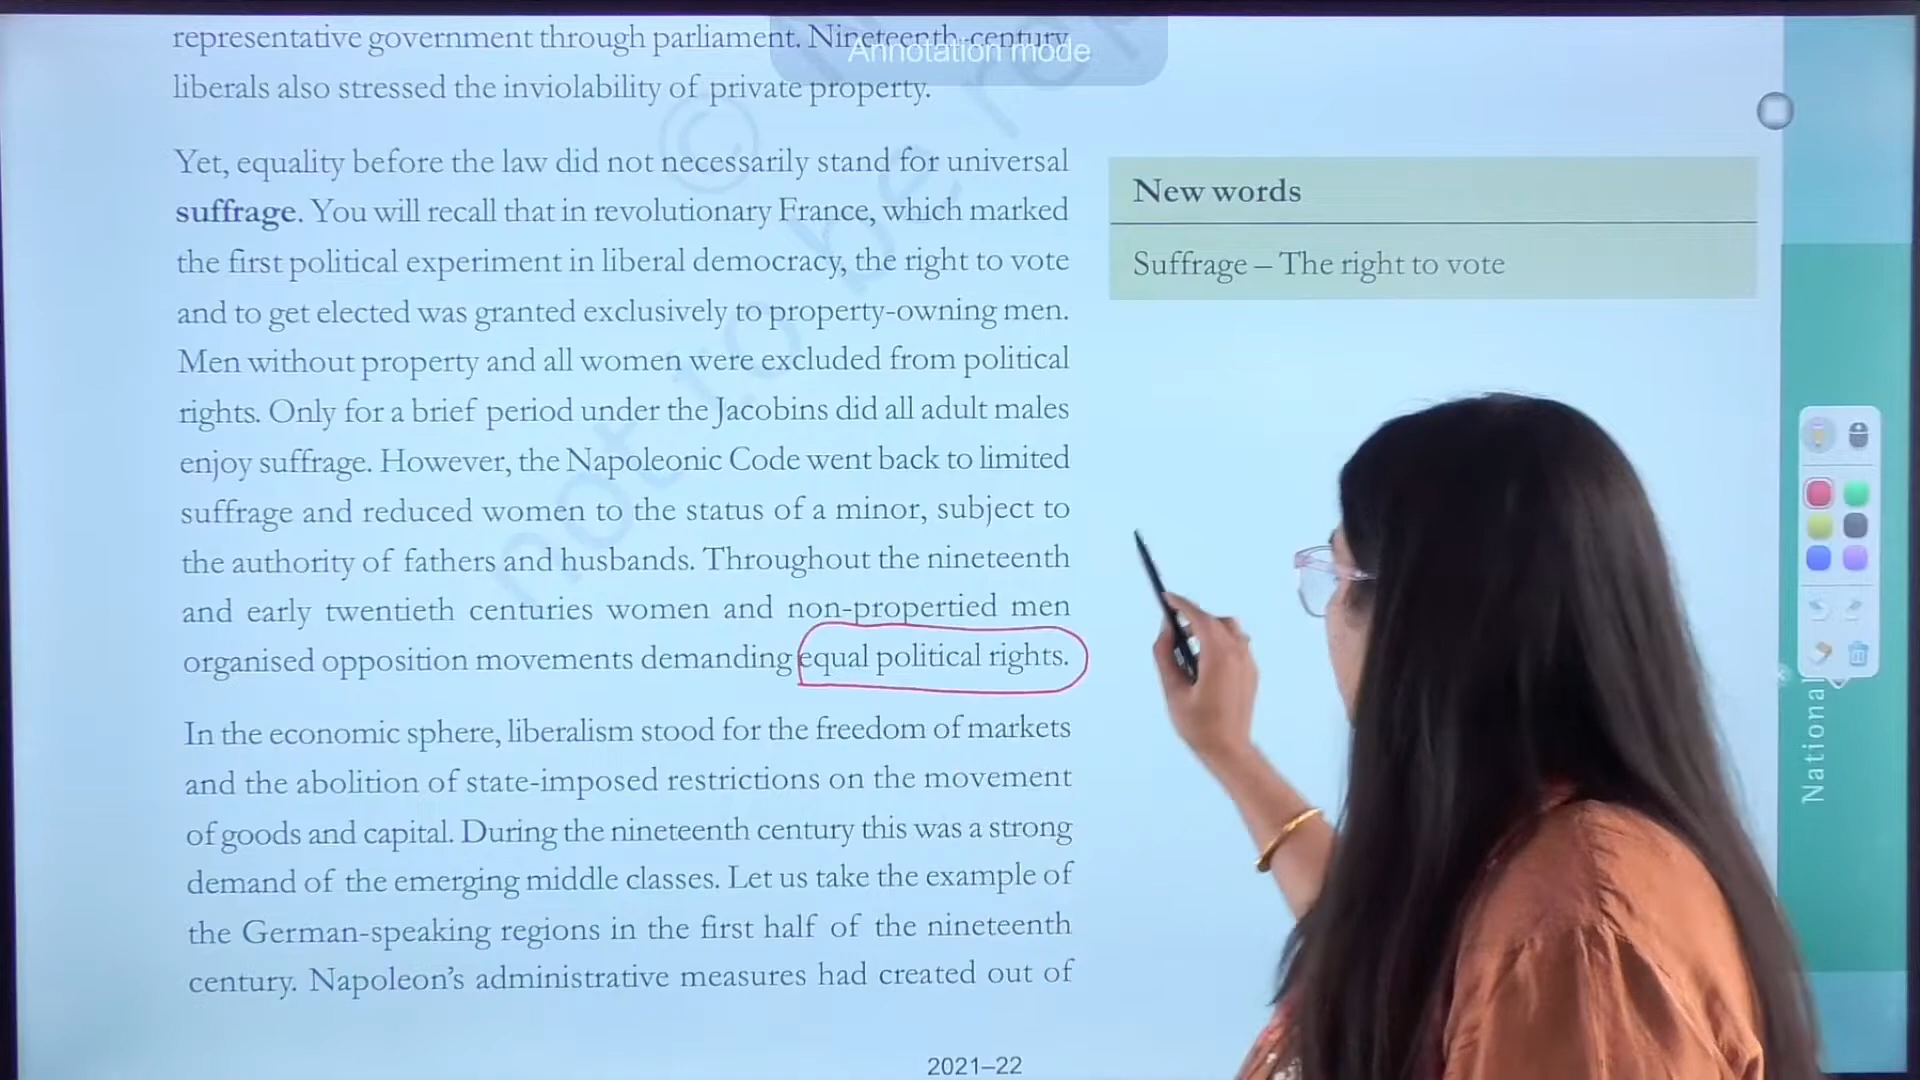 representative government through parliament. Nineteenth-century
Annotation mode
liberals also stressed the inviolability of private property.
Yet, equality before the law did not necessarily stand for universal
suffrage. You will recall that in revolutionary France, which marked
the first political experiment in liberal democracy, the right to vote
and to get elected was granted exclusively to property-owning men.
Men without property and all women were excluded from political
rights. Only for a brief period under the Jacobins did all adult males
enjoy suffrage. However, the Napoleonic Code went back to limited
suffrage and reduced women to the status of a minor, subject to
the authority of fathers and husbands. Throughout the nineteenth
and early twentieth centuries women and non-propertied men
organised opposition movements demanding equal political rights.
In the economic sphere, liberalism stood for the freedom of markets
and the abolition of state-imposed restrictions on the movement
of goods and capital. During the nineteenth century this was a strong
demand of the emerging middle classes. Let us take the example of
the German-speaking regions in the first half of the nineteenth
century. Napoleon's administrative measures had created out of
2021–22
New words
Suffrage – The right to vote
National
©
not to be